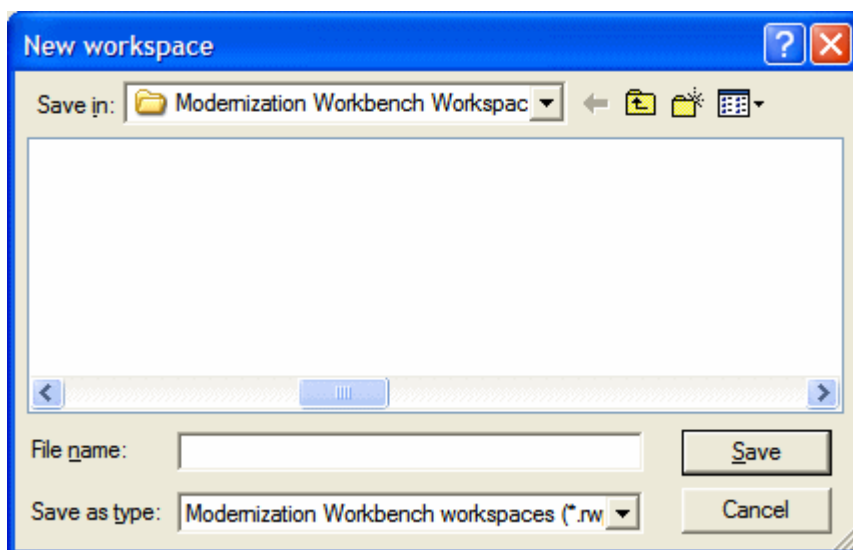 New workspace
Save in: Modernization Workbench Workspac
File name:
Save
Save as type: Modernization Workbench workspaces (*.rw
Cancel